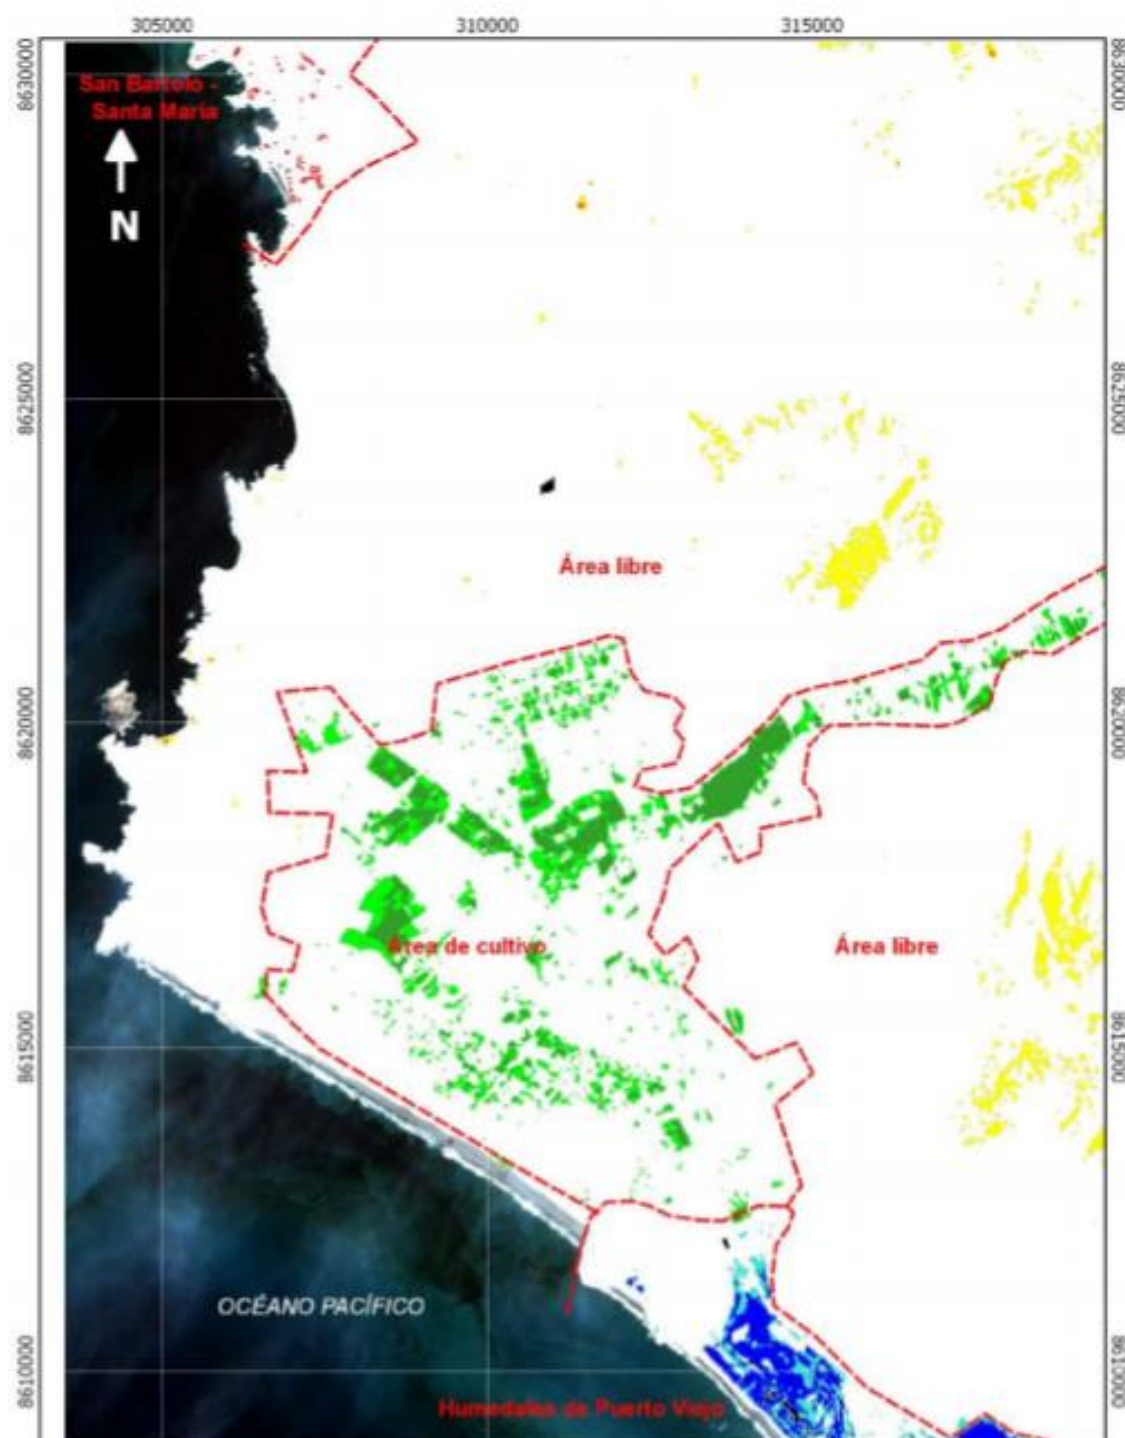 305000 310000 315000
8630000 8630000
San Bartolo -
Santa María
N
8625000 8625000
Área libre
8620000 8620000
Área de cultivo Área libre
8615000 8615000
OCÉANO PACÍFICO
8610000 8610000
Humedales de Puerto Viejo